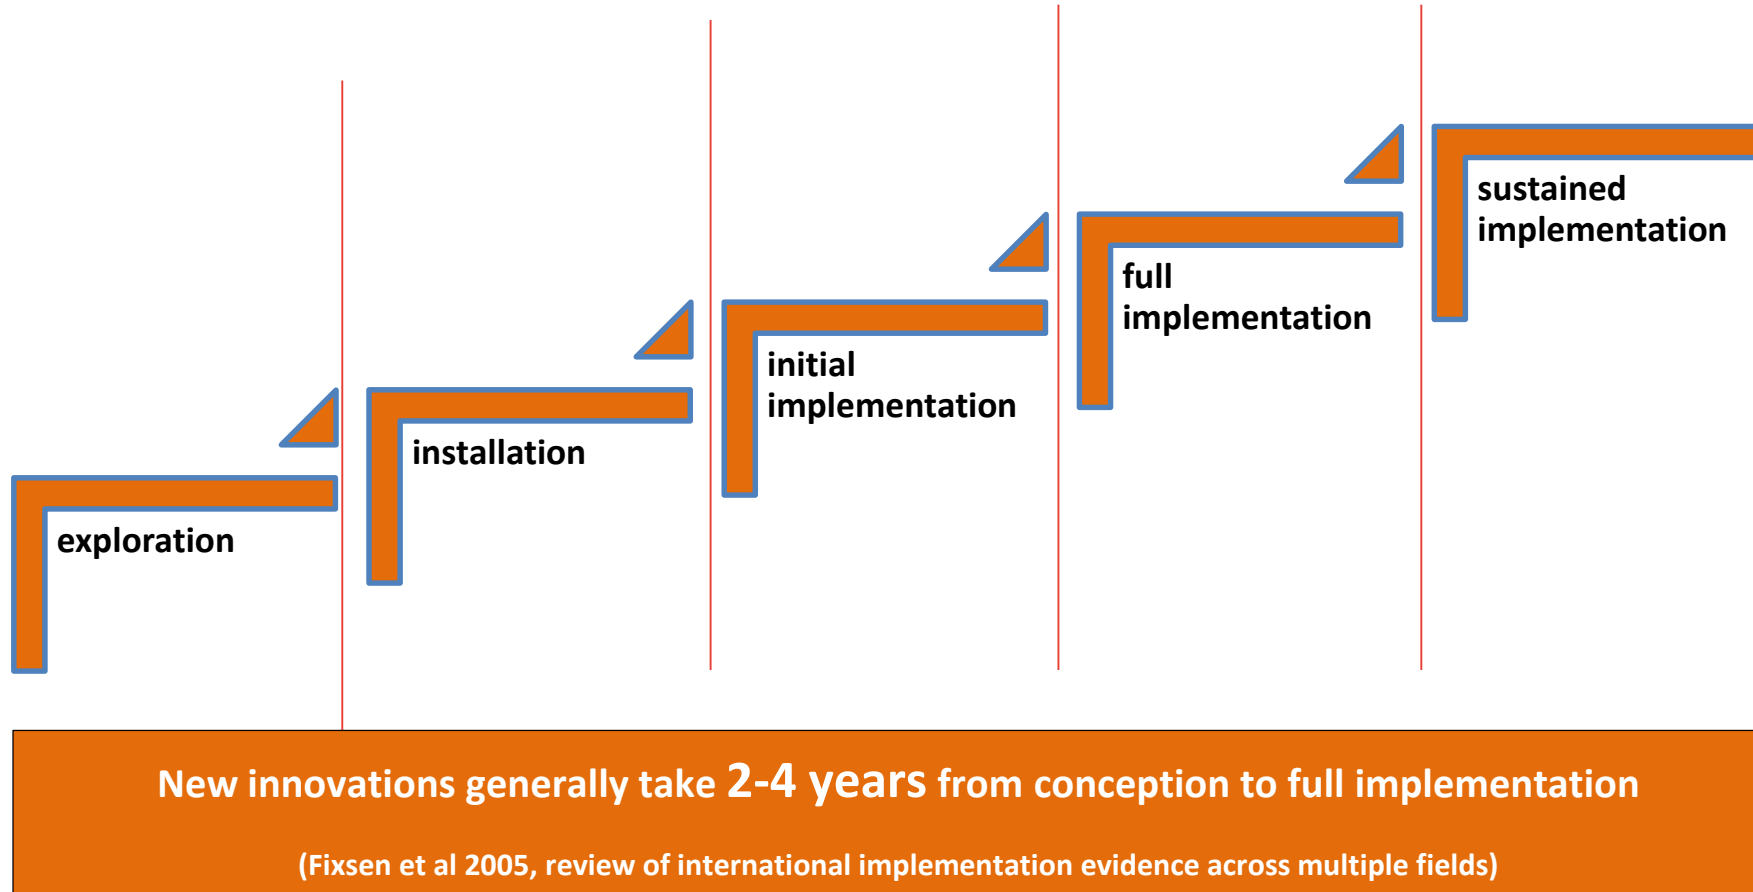 exploration
installation
initial
implementation
full
implementation
sustained
implementation
New innovations generally take 2-4 years from conception to full implementation
(Fixsen et al 2005, review of international implementation evidence across multiple fields)